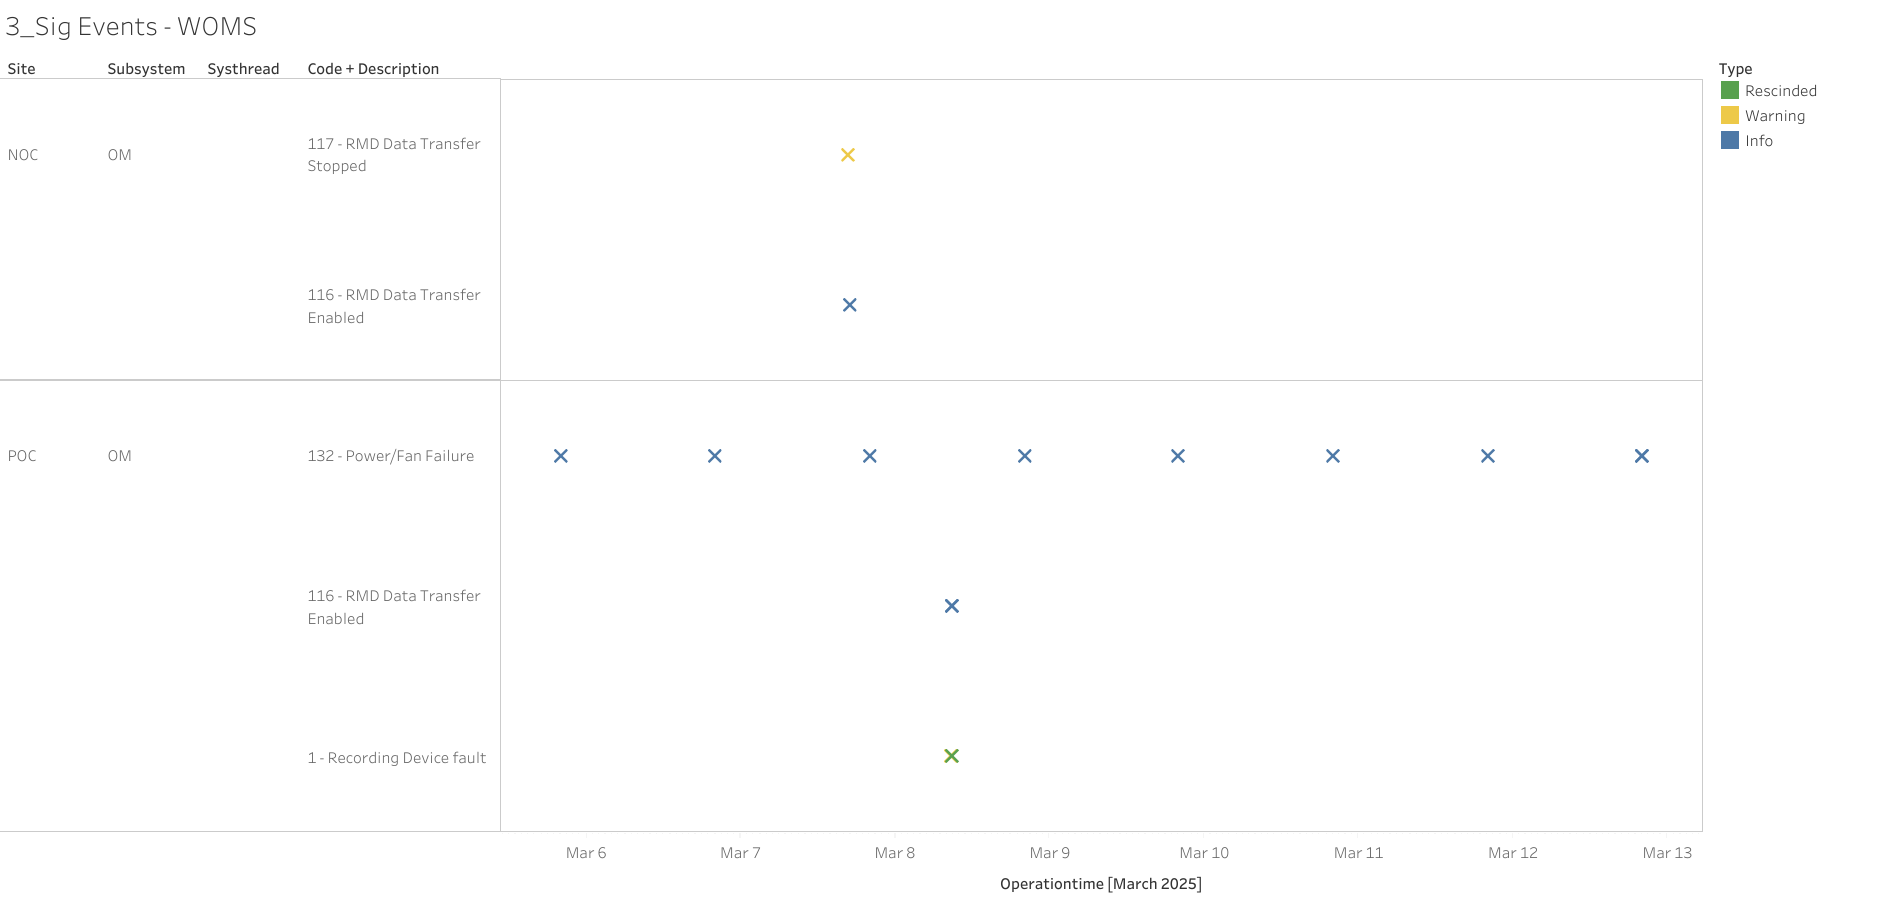 3_Sig Events - WOMS
Site Subsystem Systhread Code + Description
Type
Rescinded
Warning
Info
NOC OM 117 - RMD Data Transfer
Stopped
116 - RMD Data Transfer
Enabled
POC OM 132 - Power/Fan Failure
116 - RMD Data Transfer
Enabled
1 - Recording Device fault
Mar 6 Mar 7 Mar 8 Mar 9 Mar 10 Mar 11 Mar 12 Mar 13
Operationtime [March 2025]